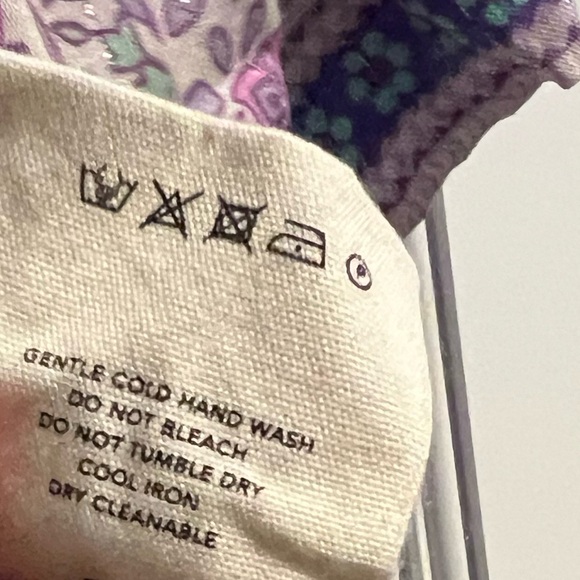 GENTLE COLD HAND WASH
DO NOT BLEACH
DO NOT TUMBLE DRY
COOL IRON
DRY CLEANABLE